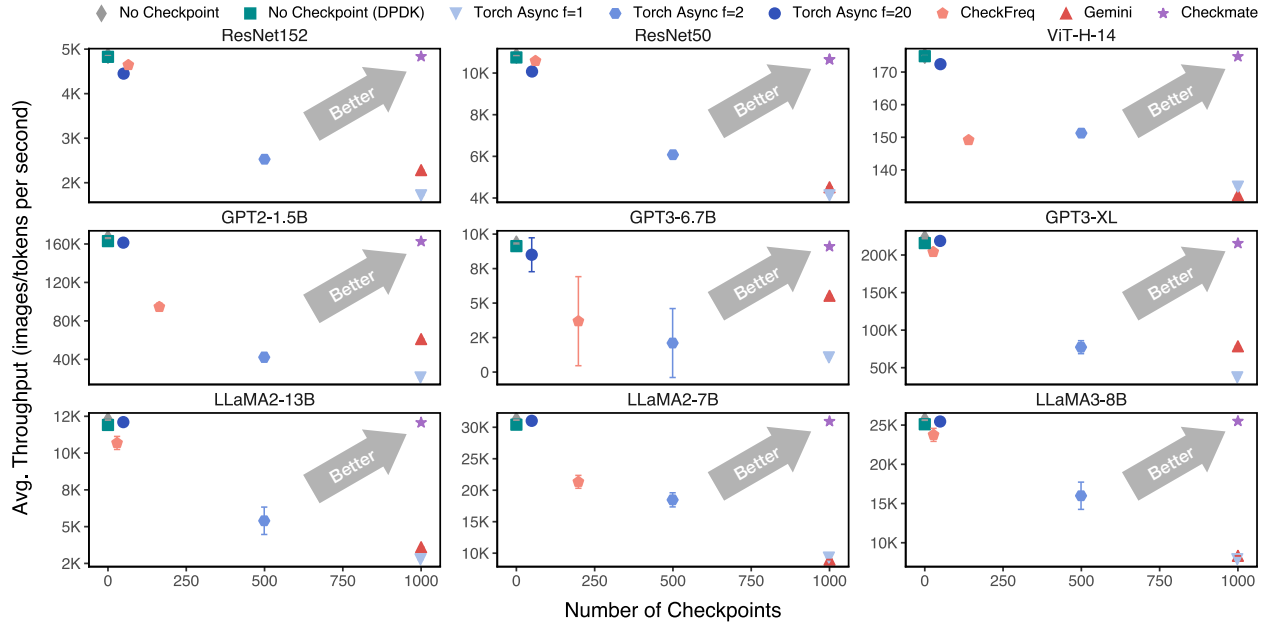 No Checkpoint No Checkpoint (DPDK) Torch Async f=1 Torch Async f=2 Torch Async f=20 CheckFreq Gemini Checkmate
Avg. Throughput (images/tokens per second)
ResNet152
5K
4K
3K
2K
Better
ResNet50
10K
8K
6K
4K
Better
ViT-H-14
170
160
150
140
Better
GPT2-1.5B
160K
120K
80K
40K
Better
GPT3-6.7B
10K
8K
5K
2K
0
Better
GPT3-XL
200K
150K
100K
50K
Better
LLaMA2-13B
12K
10K
8K
5K
2K
Better
0 250 500 750 1000
LLaMA2-7B
30K
25K
20K
15K
10K
Better
0 250 500 750 1000
LLaMA3-8B
25K
20K
15K
10K
Better
0 250 500 750 1000
Number of Checkpoints